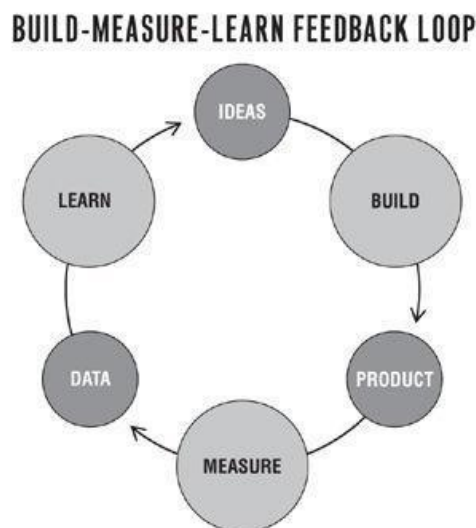 BUILD-MEASURE-LEARN FEEDBACK LOOP
IDEAS
BUILD
PRODUCT
MEASURE
DATA
LEARN